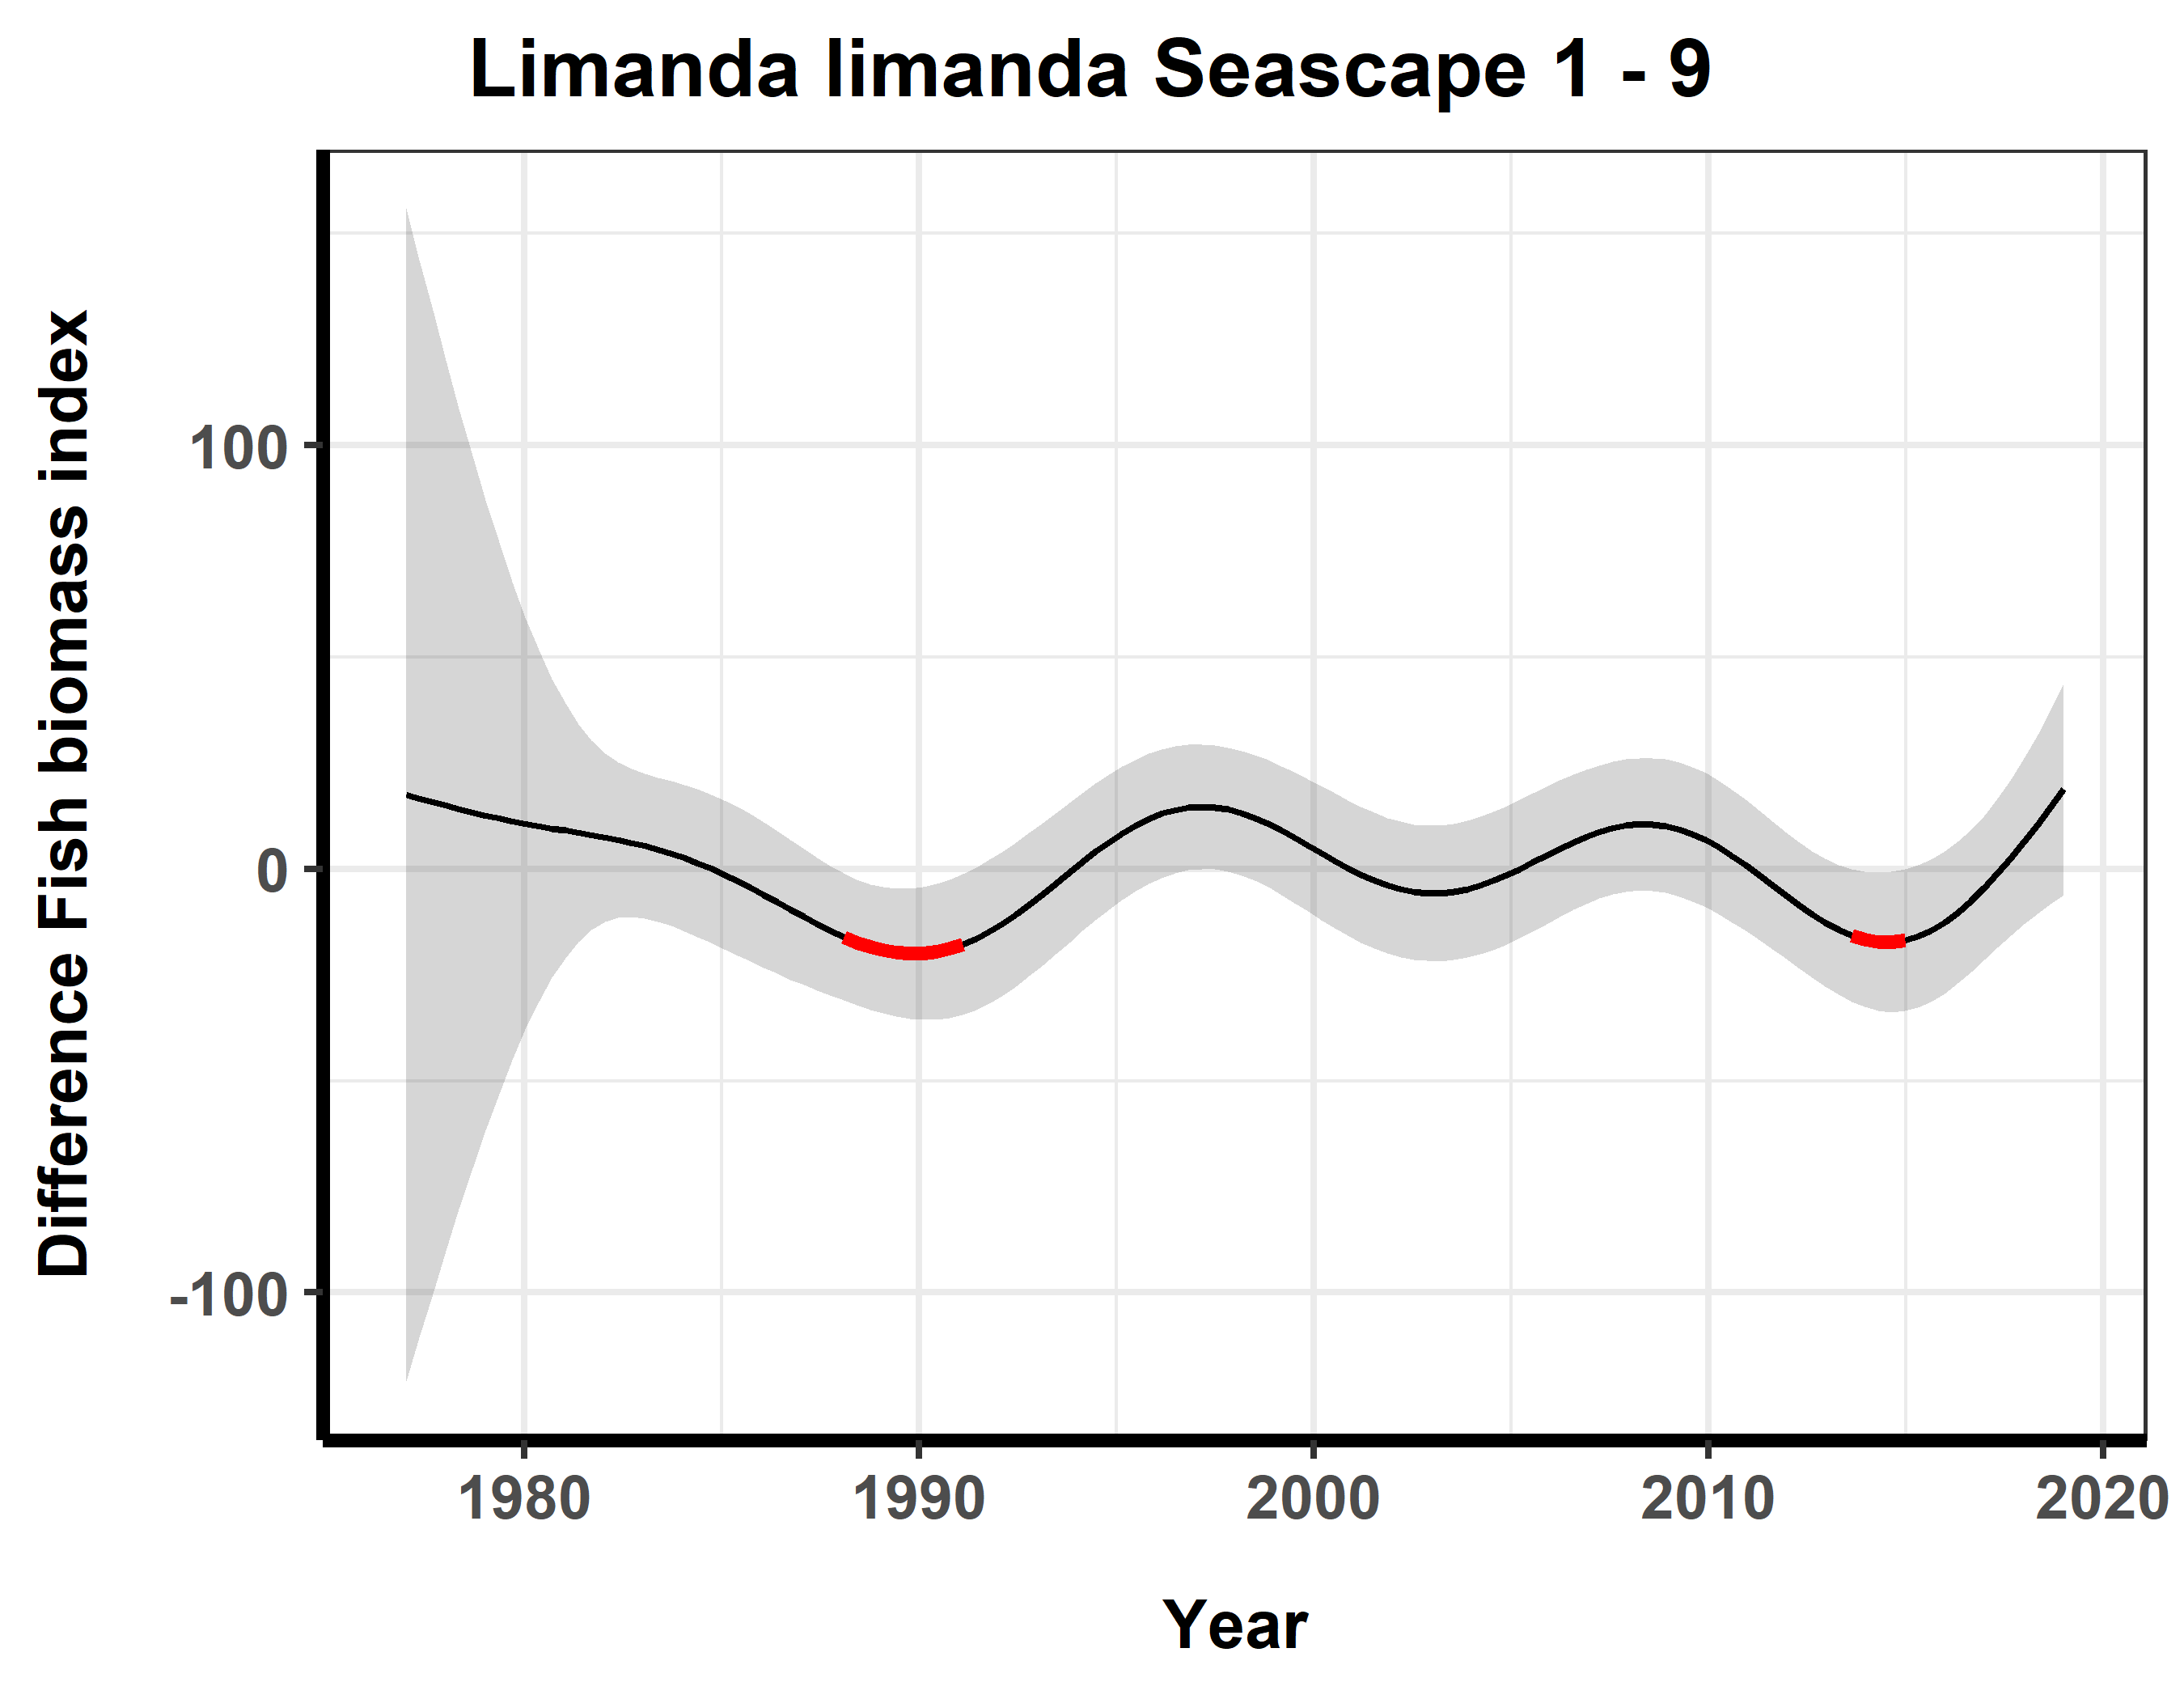 Limanda limanda Seascape 1 - 9
Difference Fish biomass index
100
0
-100
1980
1990
2000
2010
2020
Year